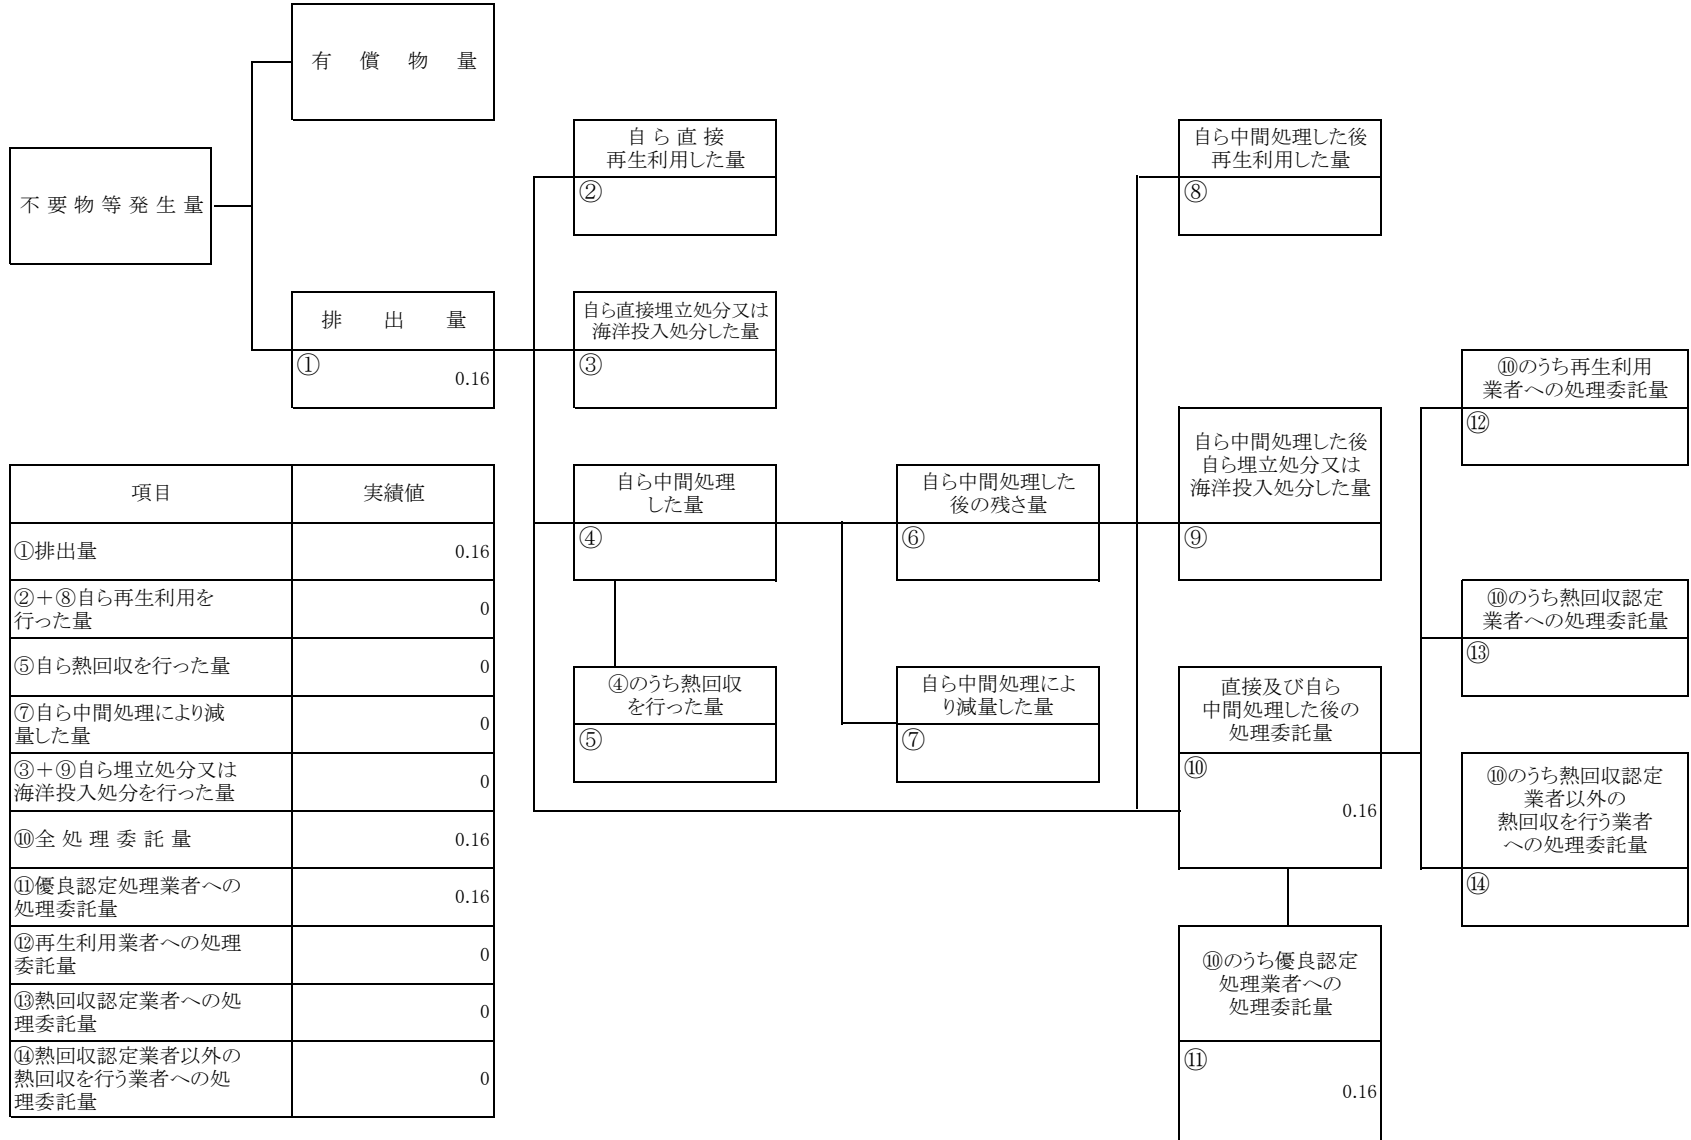 有償物量
不要物等発生量
排出量
①
0.16
自ら直接
再生利用した量
②
自ら直接埋立処分又は
海洋投入処分した量
③
自ら中間処理
した量
④
④のうち熱回収
を行った量
⑤
自ら中間処理した
後の残さ量
⑥
自ら中間処理によ
り減量した量
⑦
自ら中間処理した後
再生利用した量
⑧
自ら中間処理した後
自ら埋立処分又は
海洋投入処分した量
⑨
直接及び自ら
中間処理した後の
処理委託量
⑩
0.16
⑩のうち優良認定
処理業者への
処理委託量
⑪
0.16
⑩のうち再生利用
業者への処理委託量
⑫
⑩のうち熱回収認定
業者への処理委託量
⑬
⑩のうち熱回収認定
業者以外の
熱回収を行う業者
への処理委託量
⑭
項目 実績値
①排出量 0.16
②＋⑧自ら再生利用を
行った量 0
⑤自ら熱回収を行った量 0
⑦自ら中間処理により減
量した量 0
③＋⑨自ら埋立処分又は
海洋投入処分を行った量 0
⑩全処理委託量 0.16
⑪優良認定処理業者への
処理委託量 0.16
⑫再生利用業者への処理
委託量 0
⑬熱回収認定業者への処
理委託量 0
⑭熱回収認定業者以外の
熱回収を行う業者への処
理委託量 0